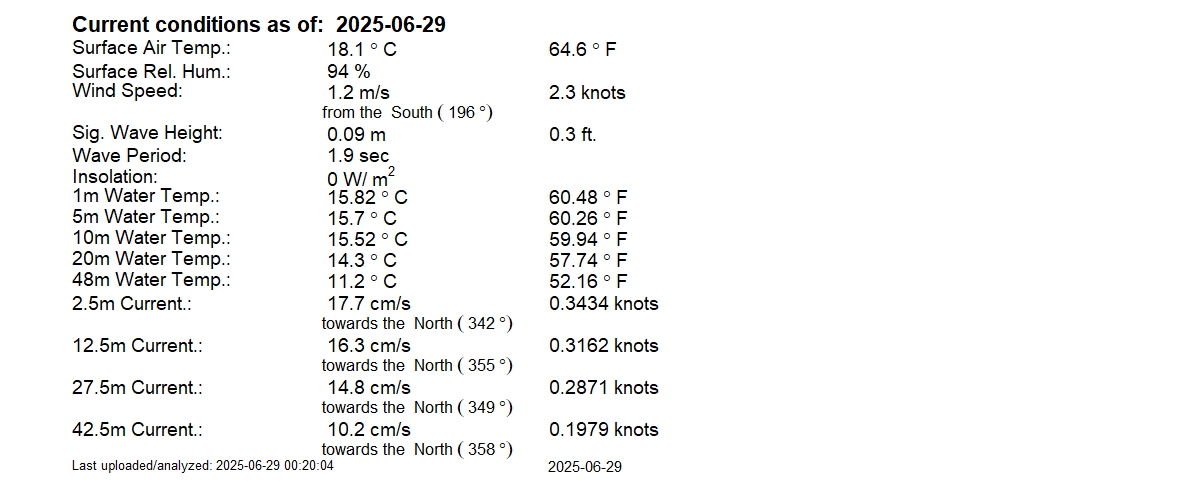 Current conditions as of: 2025-06-29
Surface Air Temp.: 18.1 ° C 64.6 ° F
Surface Rel. Hum.: 94 %
Wind Speed: 1.2 m/s 2.3 knots
from the South ( 196 °)
Sig. Wave Height: 0.09 m 0.3 ft.
Wave Period: 1.9 sec
Insolation: 0 W/ m²
1m Water Temp.: 15.82 ° C 60.48 ° F
5m Water Temp.: 15.7 ° C 60.26 ° F
10m Water Temp.: 15.52 ° C 59.94 ° F
20m Water Temp.: 14.3 ° C 57.74 ° F
48m Water Temp.: 11.2 ° C 52.16 ° F
2.5m Current.: 17.7 cm/s 0.3434 knots
towards the North ( 342 °)
12.5m Current.: 16.3 cm/s 0.3162 knots
towards the North ( 355 °)
27.5m Current.: 14.8 cm/s 0.2871 knots
towards the North ( 349 °)
42.5m Current.: 10.2 cm/s 0.1979 knots
towards the North ( 358 °)
Last uploaded/analyzed: 2025-06-29 00:20:04 2025-06-29